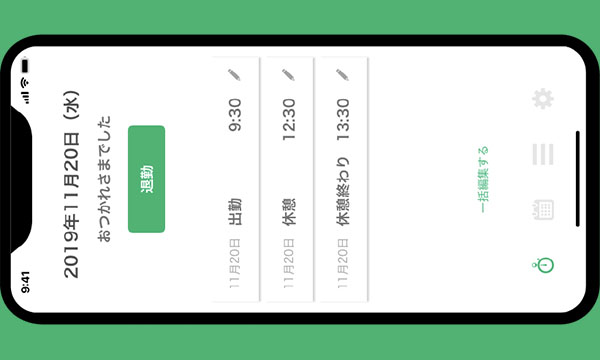 9:41
2019年11月20日（水）
おつかれさまでした
退勤
11月20日 出勤 9:30
11月20日 休憩 12:30
11月20日 休憩終わり 13:30
一括編集する